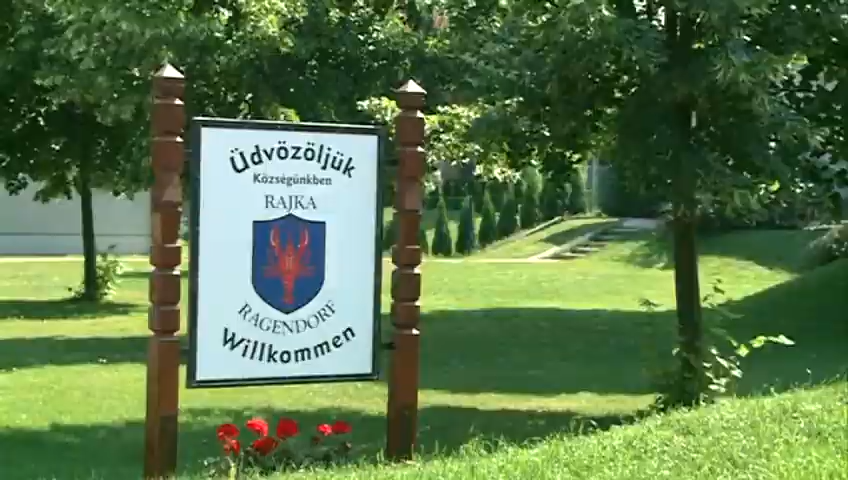 Üdvözöljük
Községünkben
RAJKA
RAGENDORF
Willkommen